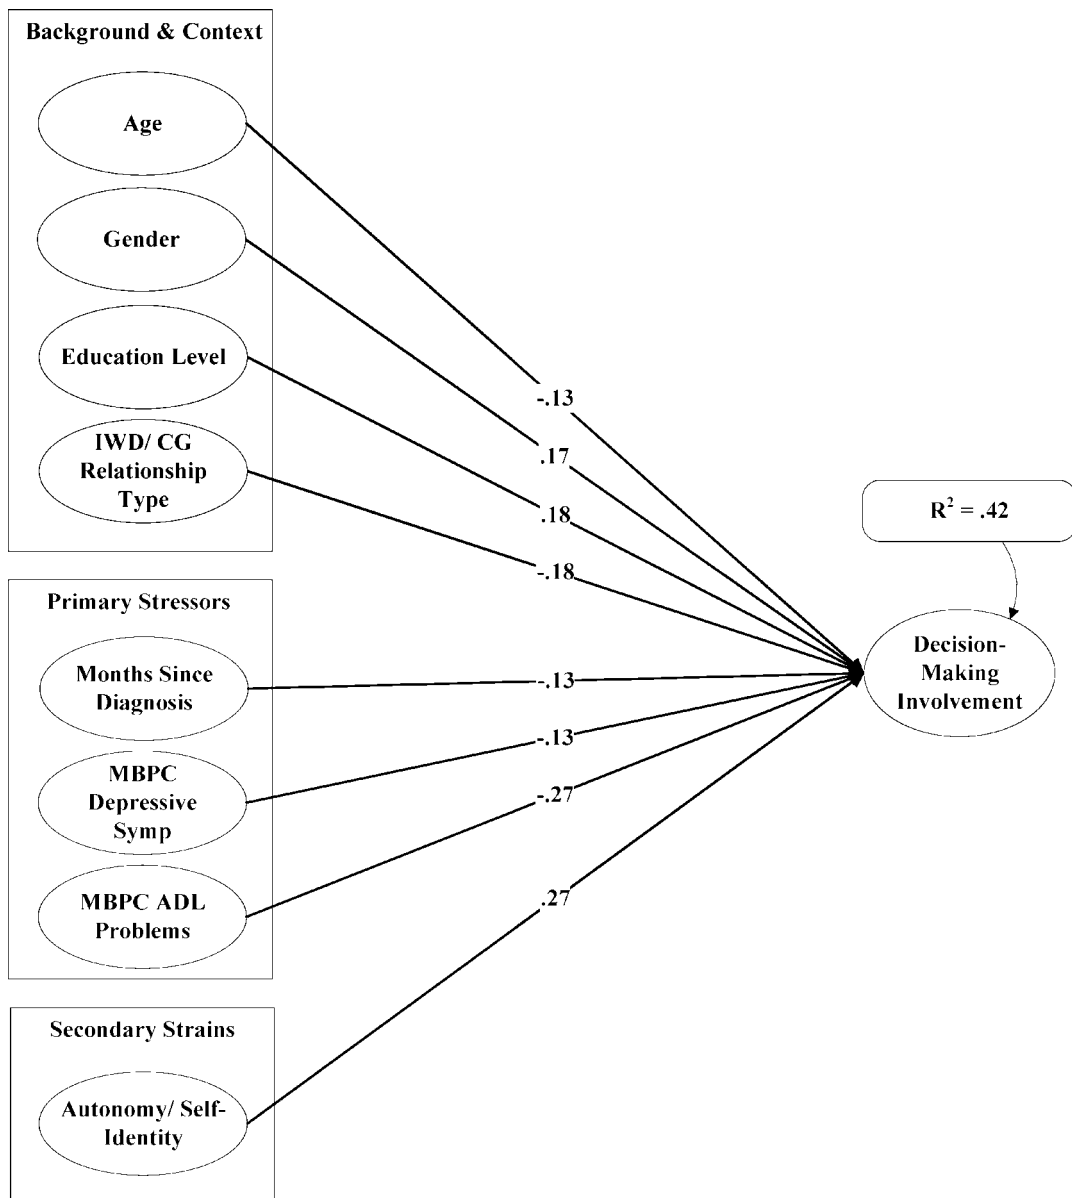 Background & Context
Age
Gender
Education Level
IWD/ CG
Relationship
Type
-.13
.17
.18
-.18
R² = .42
Primary Stressors
Months Since
Diagnosis
MBPC
Depressive
Symp
MBPC ADL
Problems
-.13
-.13
-.27
.27
Decision-
Making
Involvement
Secondary Strains
Autonomy/ Self-
Identity